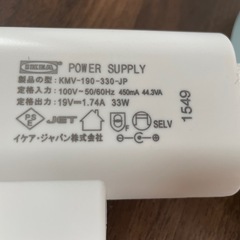 IKEA POWER SUPPLY
製品の型：KMV-190-330-JP
定格入力：100V~50/60Hz 450mA 44.3VA
定格出力：19V⎓1.74A 33W
PS E JET F SELV
イケア・ジャパン株式会社
1549